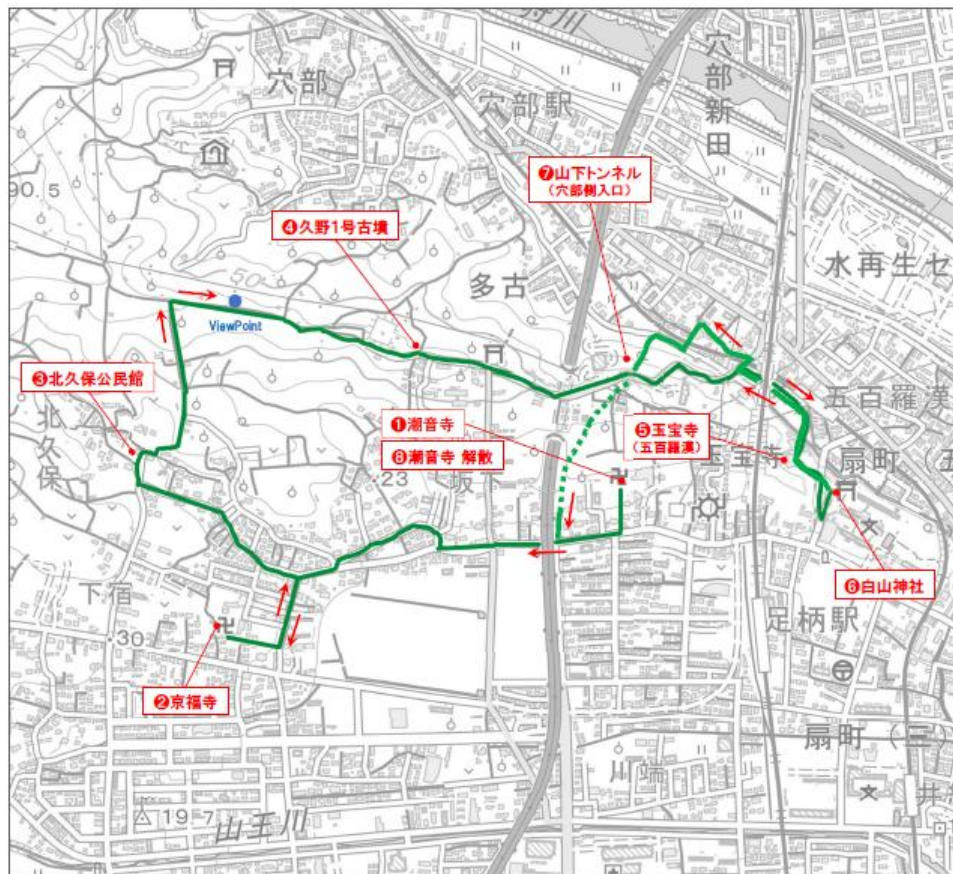 穴部
穴部駅
穴部新田
90.5
❼山下トンネル
(穴部側入口)
❹久野1号古墳
50
多古
水再生セ
ViewPoint
❸北久保公民館
北久保
❶潮音寺
❽潮音寺 解散
・23
坂下
❺玉宝寺
(五百羅漢)
玉宝寺
五百羅漢
扇町(五
❻白山神社
下宿
・30
❷京福寺
足柄駅
扇町(三
川端
井細
19.7
山王川